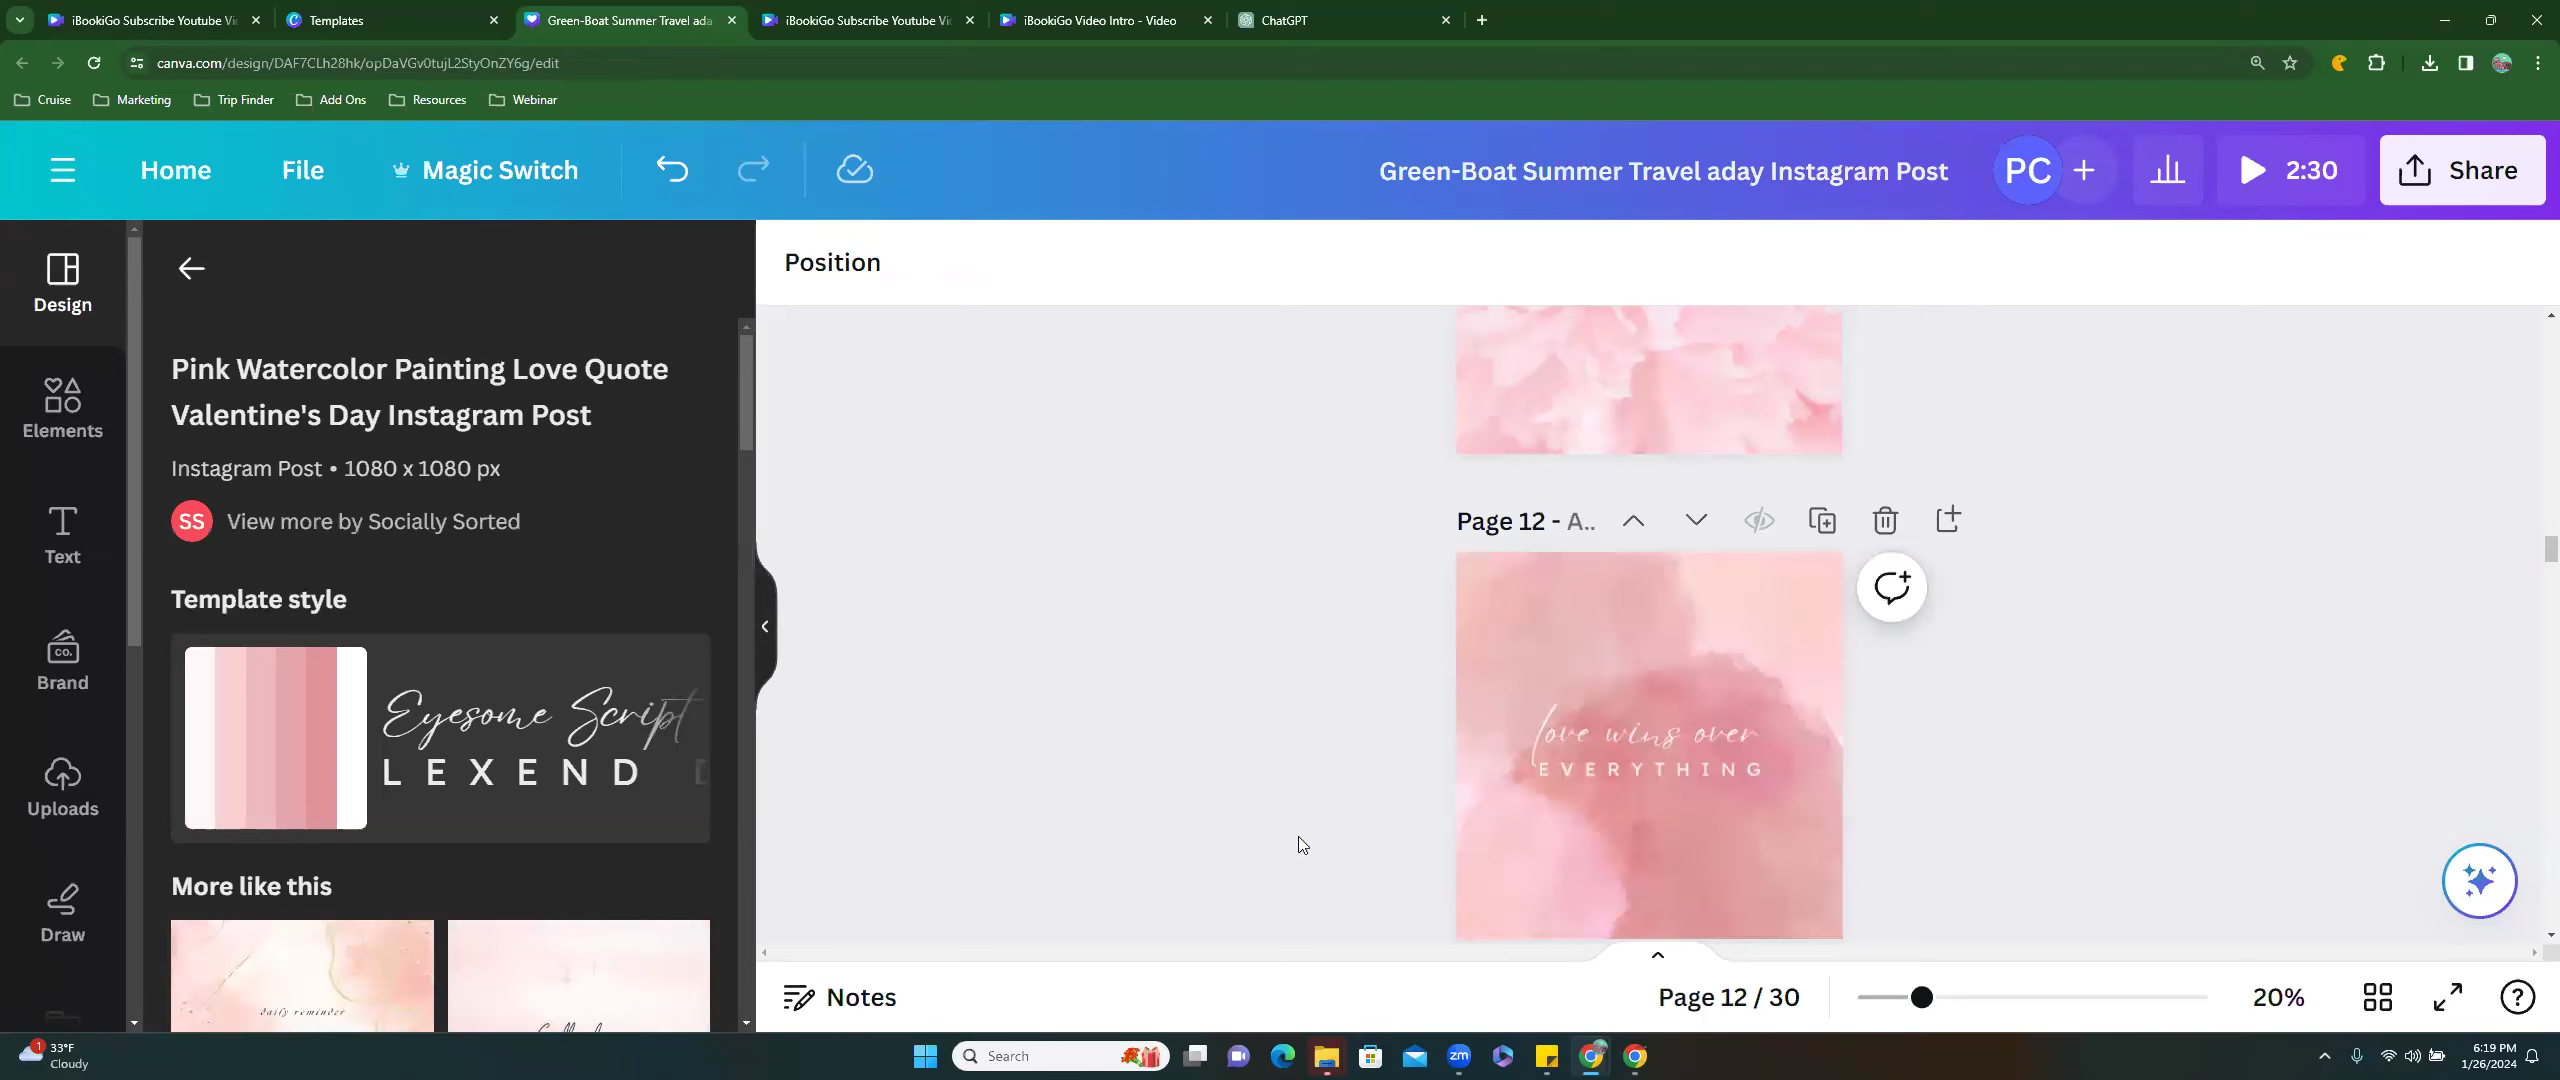 iBookiGo Subscribe Youtube Vi
Templates
Green-Boat Summer Travel ada
iBookiGo Subscribe Youtube Vi
iBookiGo Video Intro - Video
ChatGPT
canva.com/design/DAF7CLh28hk/opDaVGv0tujL2StyOnZY6g/edit
Cruise
Marketing
Trip Finder
Add Ons
Resources
Webinar
Home
File
Magic Switch
Green-Boat Summer Travel aday Instagram Post
PC
2:30
Share
Design
Elements
Text
CO.
Brand
Uploads
Draw
Pink Watercolor Painting Love Quote
Valentine's Day Instagram Post
Instagram Post • 1080 x 1080 px
SS
View more by Socially Sorted
Template style
Eyesome Script
LEXEND
More like this
daily reminder
Position
Page 12 - A..
love wins over
EVERYTHING
Notes
Page 12 / 30
20%
1
33°F
Cloudy
Search
zm
6:19 PM
1/26/2024